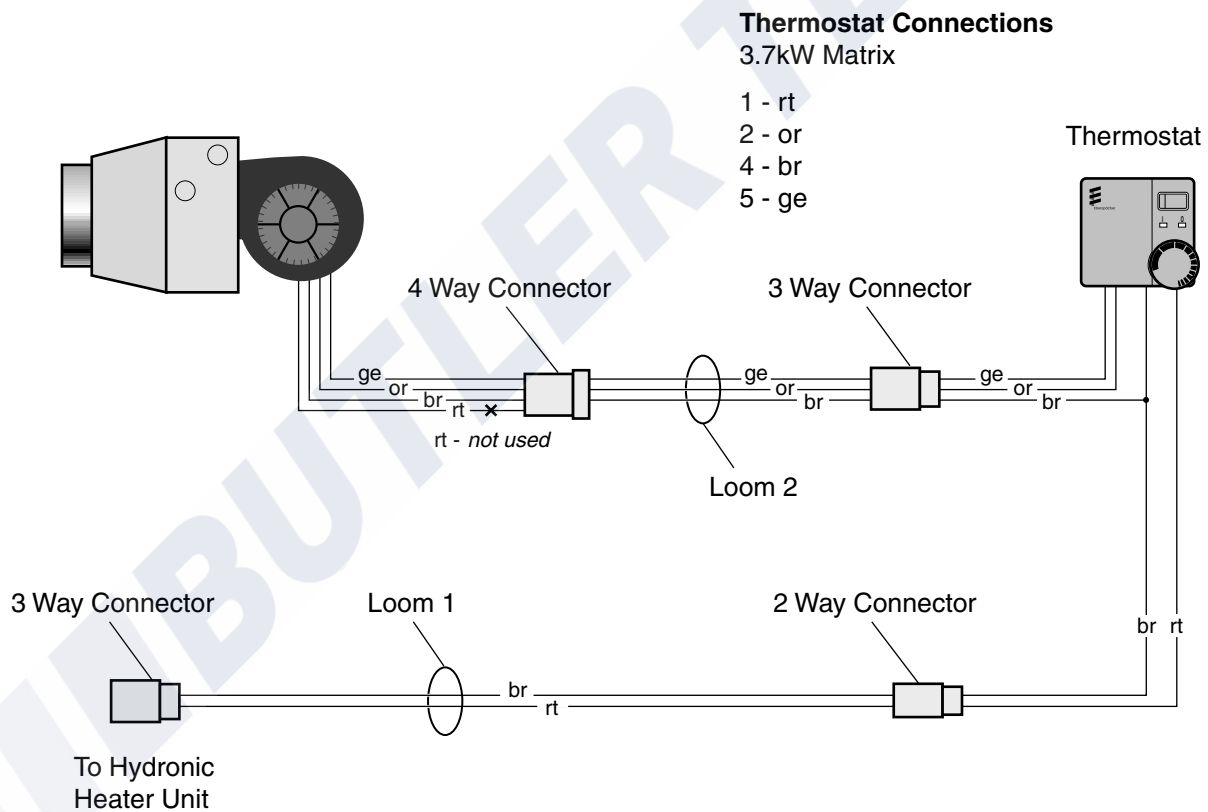 Thermostat Connections
3.7kW Matrix
1 - rt
2 - or
4 - br
5 - ge
Thermostat
4 Way Connector
3 Way Connector
ge
or
br
rt
rt - not used
ge
or
br
ge
or
br
Loom 2
3 Way Connector
Loom 1
2 Way Connector
br rt
br
rt
To Hydronic
Heater Unit
BUTLER TE